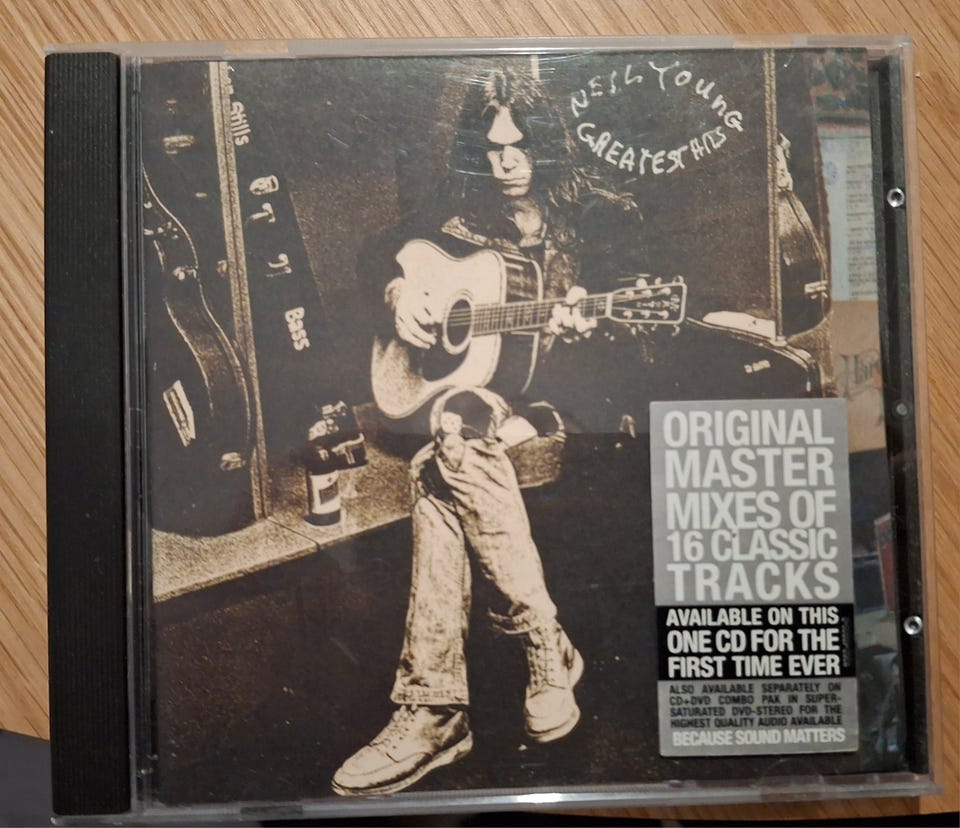 NEIL YOUNG
GREATEST HITS
Stills
Bass
ORIGINAL
MASTER
MIXES OF
16 CLASSIC
TRACKS
AVAILABLE ON THIS
ONE CD FOR THE
FIRST TIME EVER
ALSO AVAILABLE SEPARATELY ON
CD+DVD COMBO PAK IN SUPER-
SATURATED DVD-STEREO FOR THE
HIGHEST QUALITY AUDIO AVAILABLE
BECAUSE SOUND MATTERS